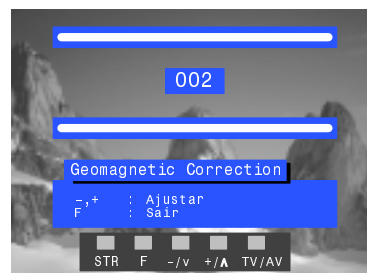 002
Geomagnetic Correction
-,+ : Ajustar
F : Sair
STR F -/v +/∧ TV/AV